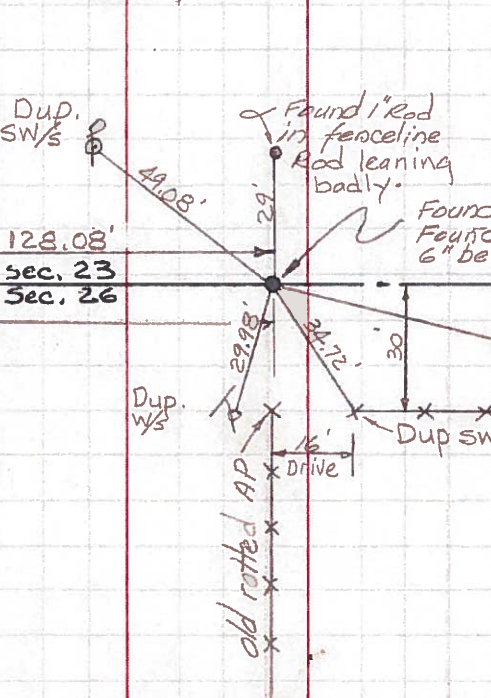 Dup.
SW/s
49.08'
Found 1" Rod
in fenceline
Rod leaning
badly.
29'
128.08'
Sec. 23
Sec. 26
Found
6" be
29.98'
34.72'
30'
Dup.
W/s
Dup SW
16'
Drive
old rotted AP